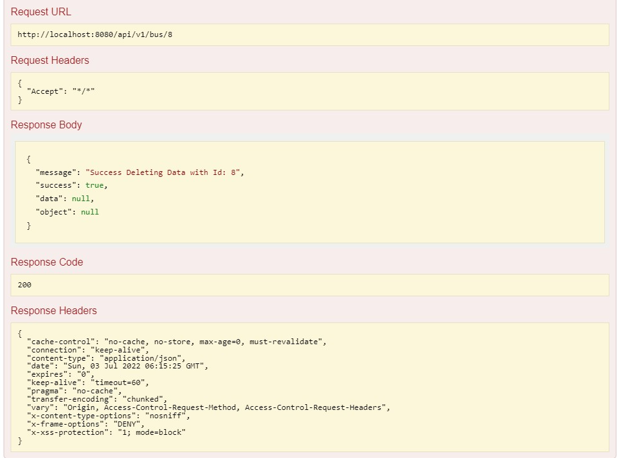 Request URL
http://localhost:8080/api/v1/bus/8
Request Headers
{
  "Accept": "*/*"
}
Response Body
{
  "message": "Success Deleting Data with Id: 8",
  "success": true,
  "data": null,
  "object": null
}
Response Code
200
Response Headers
{
  "cache-control": "no-cache, no-store, max-age=0, must-revalidate",
  "connection": "keep-alive",
  "content-type": "application/json",
  "date": "Sun, 03 Jul 2022 06:15:25 GMT",
  "expires": "0",
  "keep-alive": "timeout=60",
  "pragma": "no-cache",
  "transfer-encoding": "chunked",
  "vary": "Origin, Access-Control-Request-Method, Access-Control-Request-Headers",
  "x-content-type-options": "nosniff",
  "x-frame-options": "DENY",
  "x-xss-protection": "1; mode=block"
}